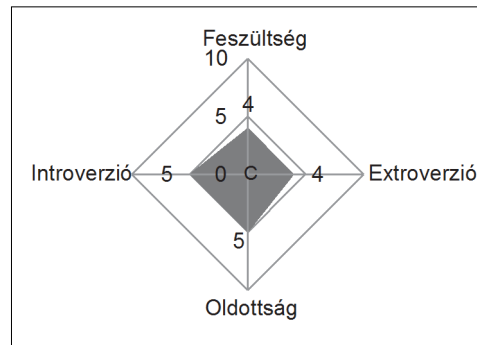 Feszültség
10
5 4
Introverzió 5 0 C 4 Extroverzió
5
Oldottság